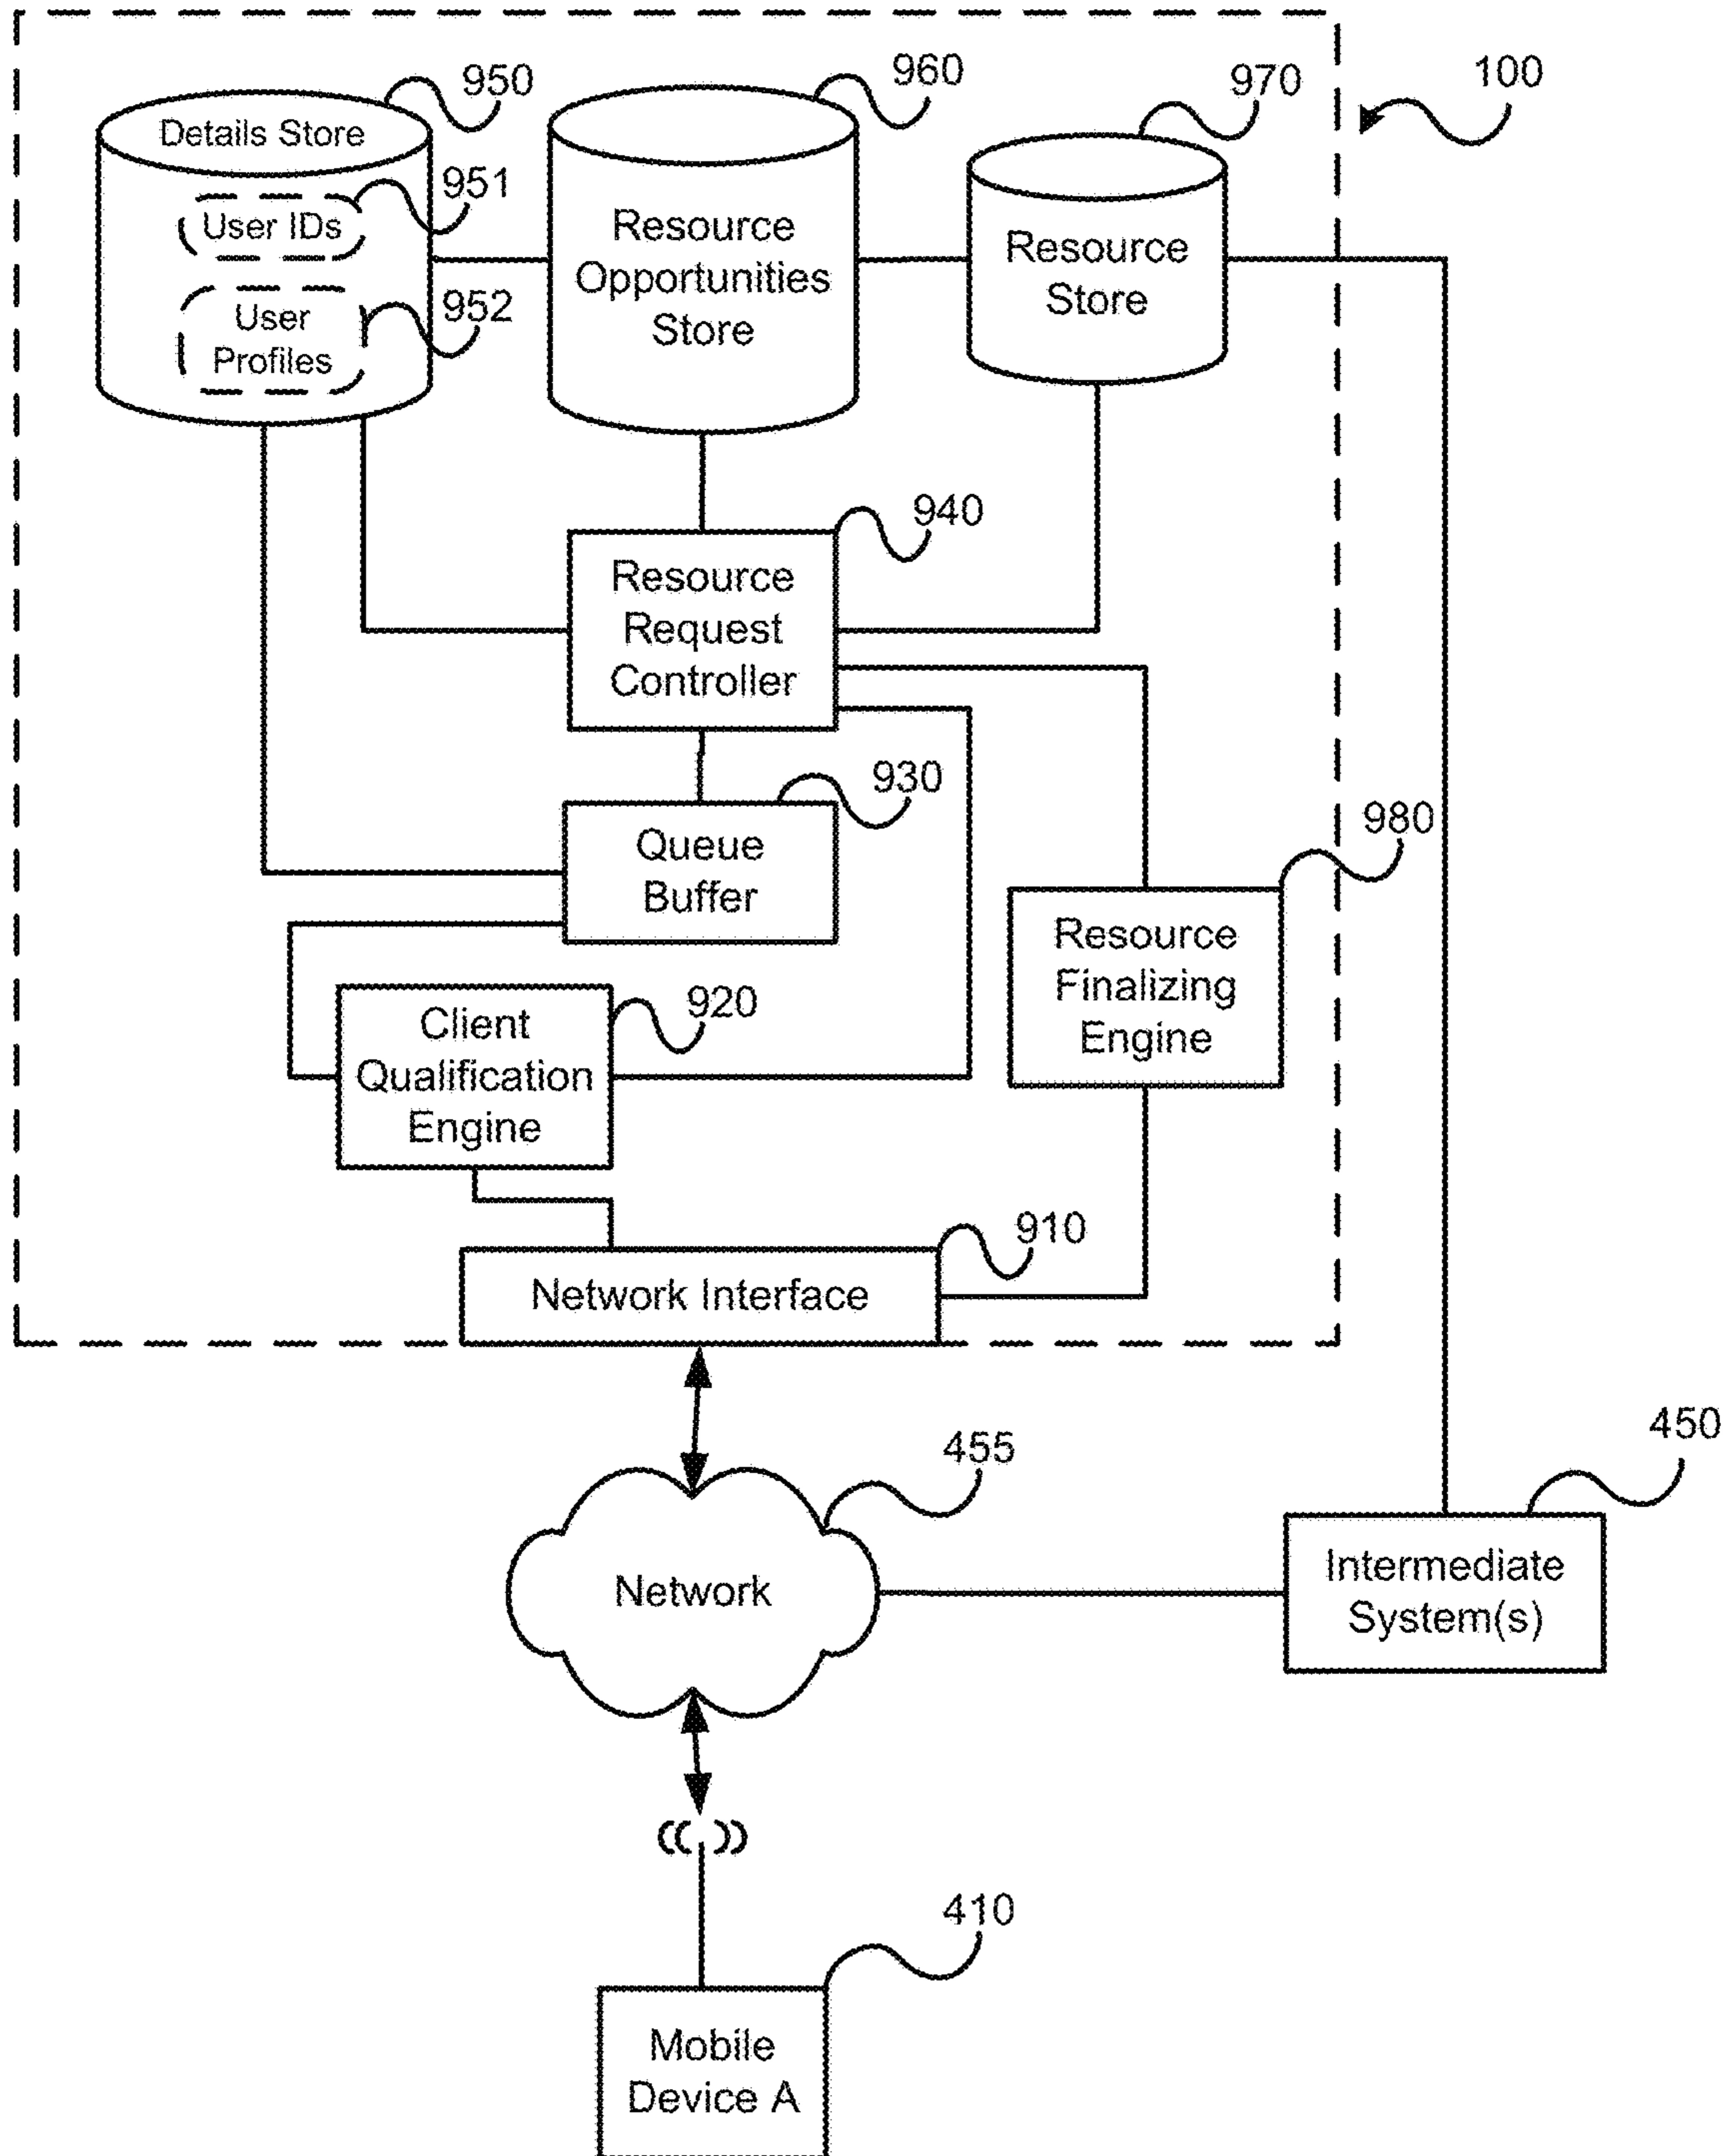 950
960
970
100
Details Store
951
User IDs
952
User
Profiles
Resource
Opportunities
Store
Resource
Store
940
Resource
Request
Controller
930
Queue
Buffer
980
Resource
Finalizing
Engine
920
Client
Qualification
Engine
910
Network Interface
455
Network
450
Intermediate
System(s)
410
Mobile
Device A